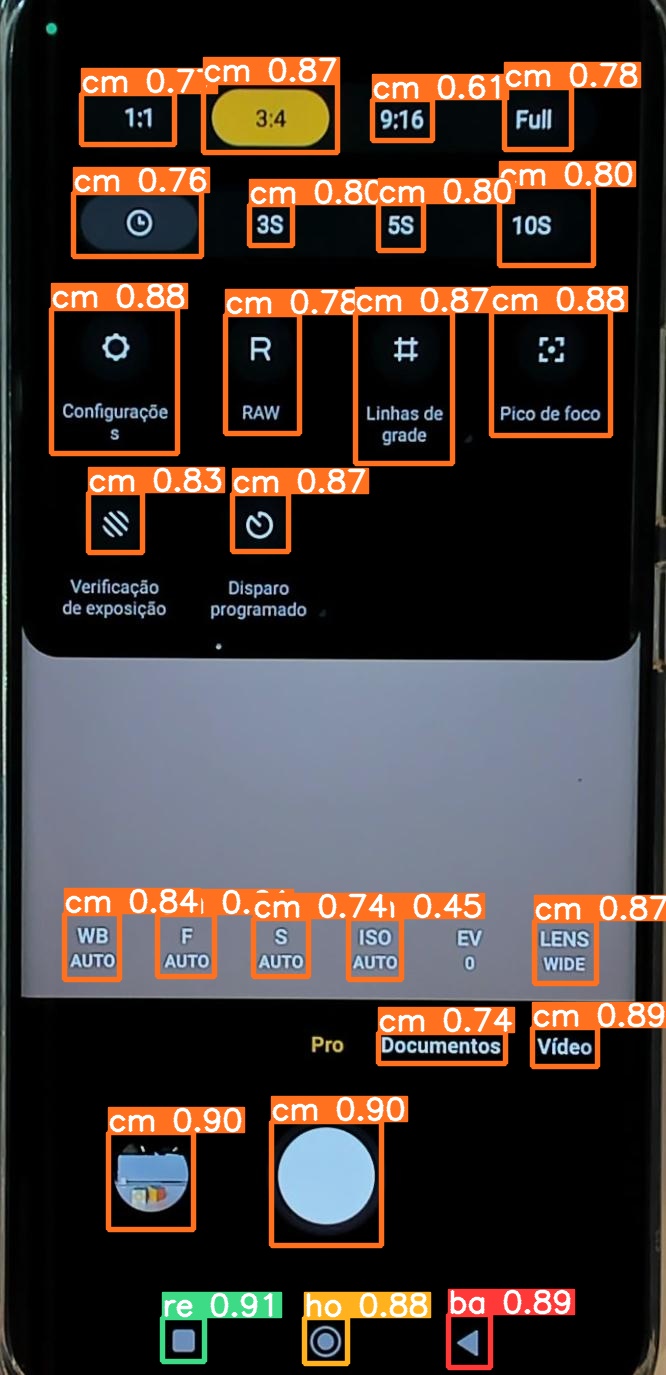 cm 0.7 cm 0.87 cm 0.61 cm 0.78
1:1 3:4 9:16 Full
cm 0.76 cm 0.80 cm 0.80 cm 0.80
3S 5S 10S
cm 0.88 cm 0.78 cm 0.87 cm 0.88
R
Configuraçõe RAW Linhas de Pico de foco
s grade
cm 0.83 cm 0.87
Verificação Disparo
de exposição programado
cm 0.84 cm 0.74 0.45 cm 0.87
WB F S ISO EV LENS
AUTO AUTO AUTO AUTO 0 WIDE
cm 0.74 cm 0.89
Pro Documentos Vídeo
cm 0.90 cm 0.90
re 0.91 ho 0.88 ba 0.89